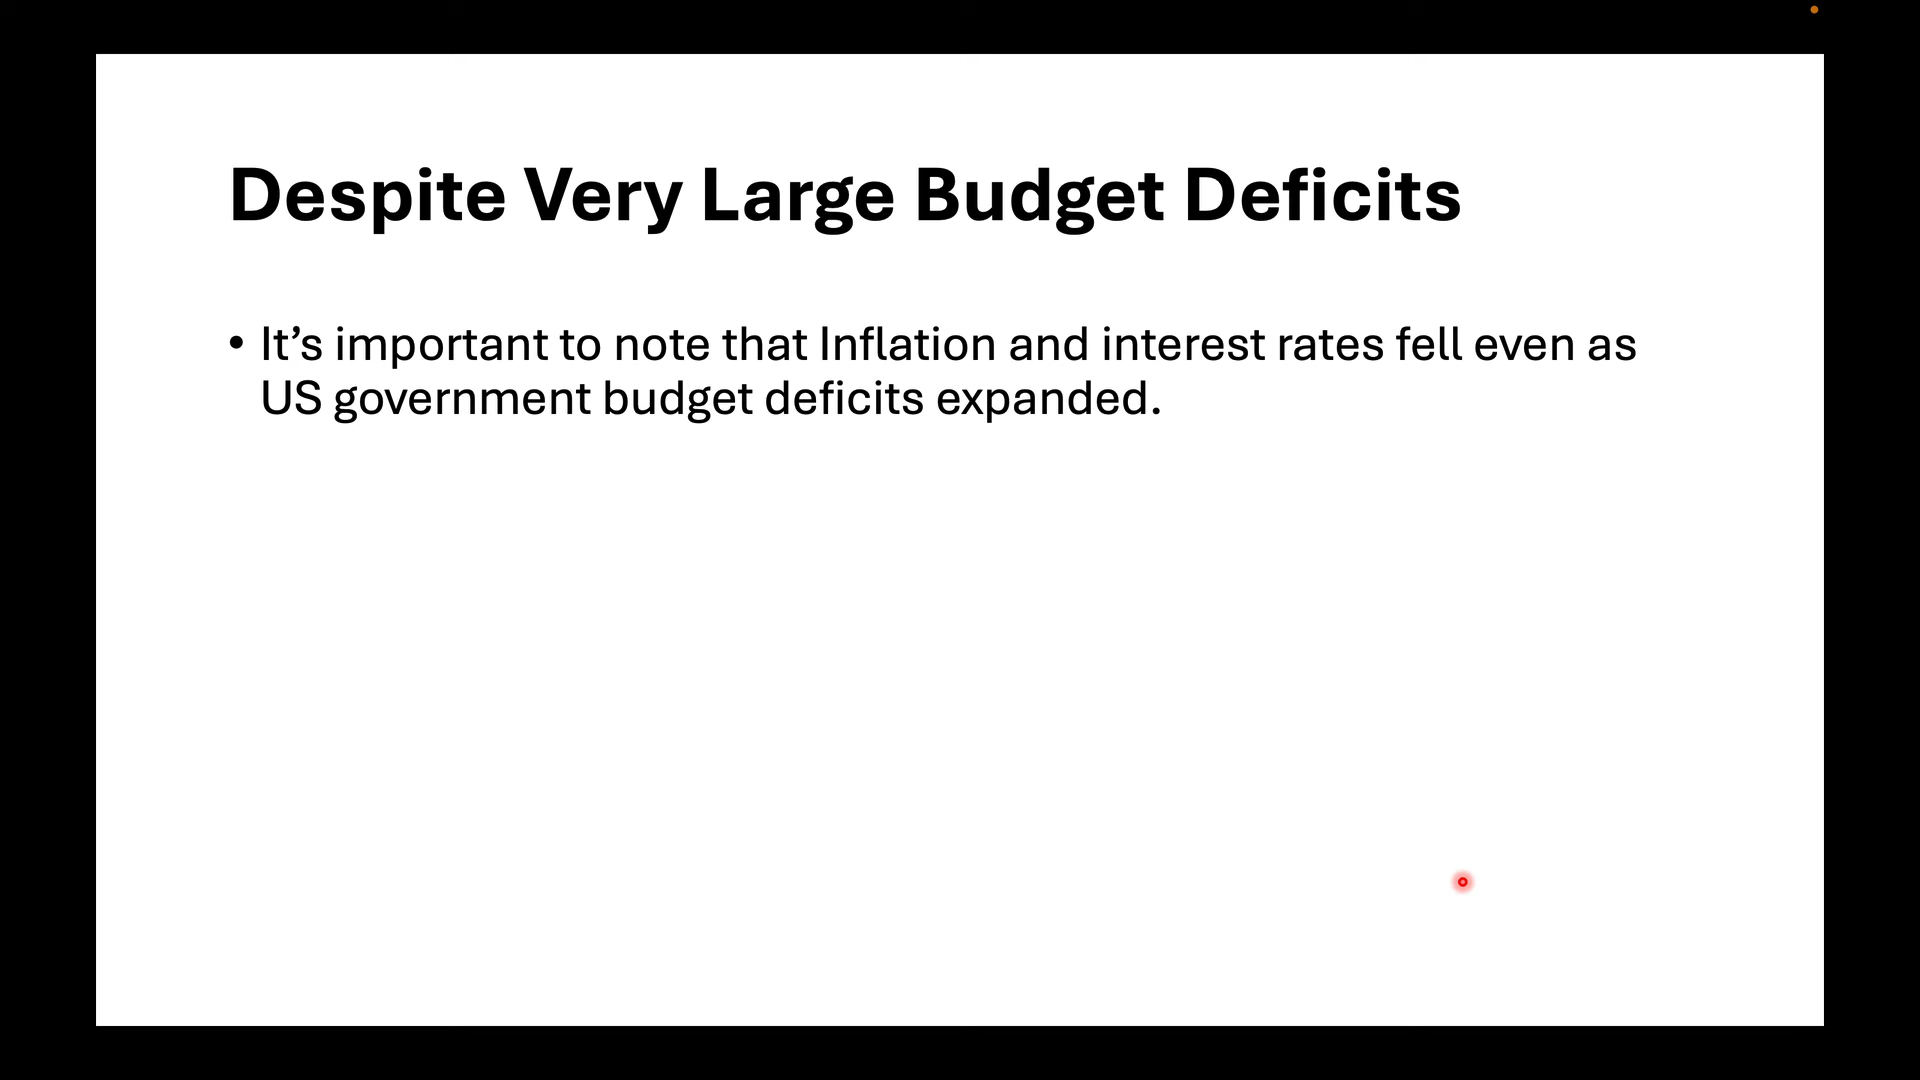 Despite Very Large Budget Deficits
• It’s important to note that Inflation and interest rates fell even as
US government budget deficits expanded.